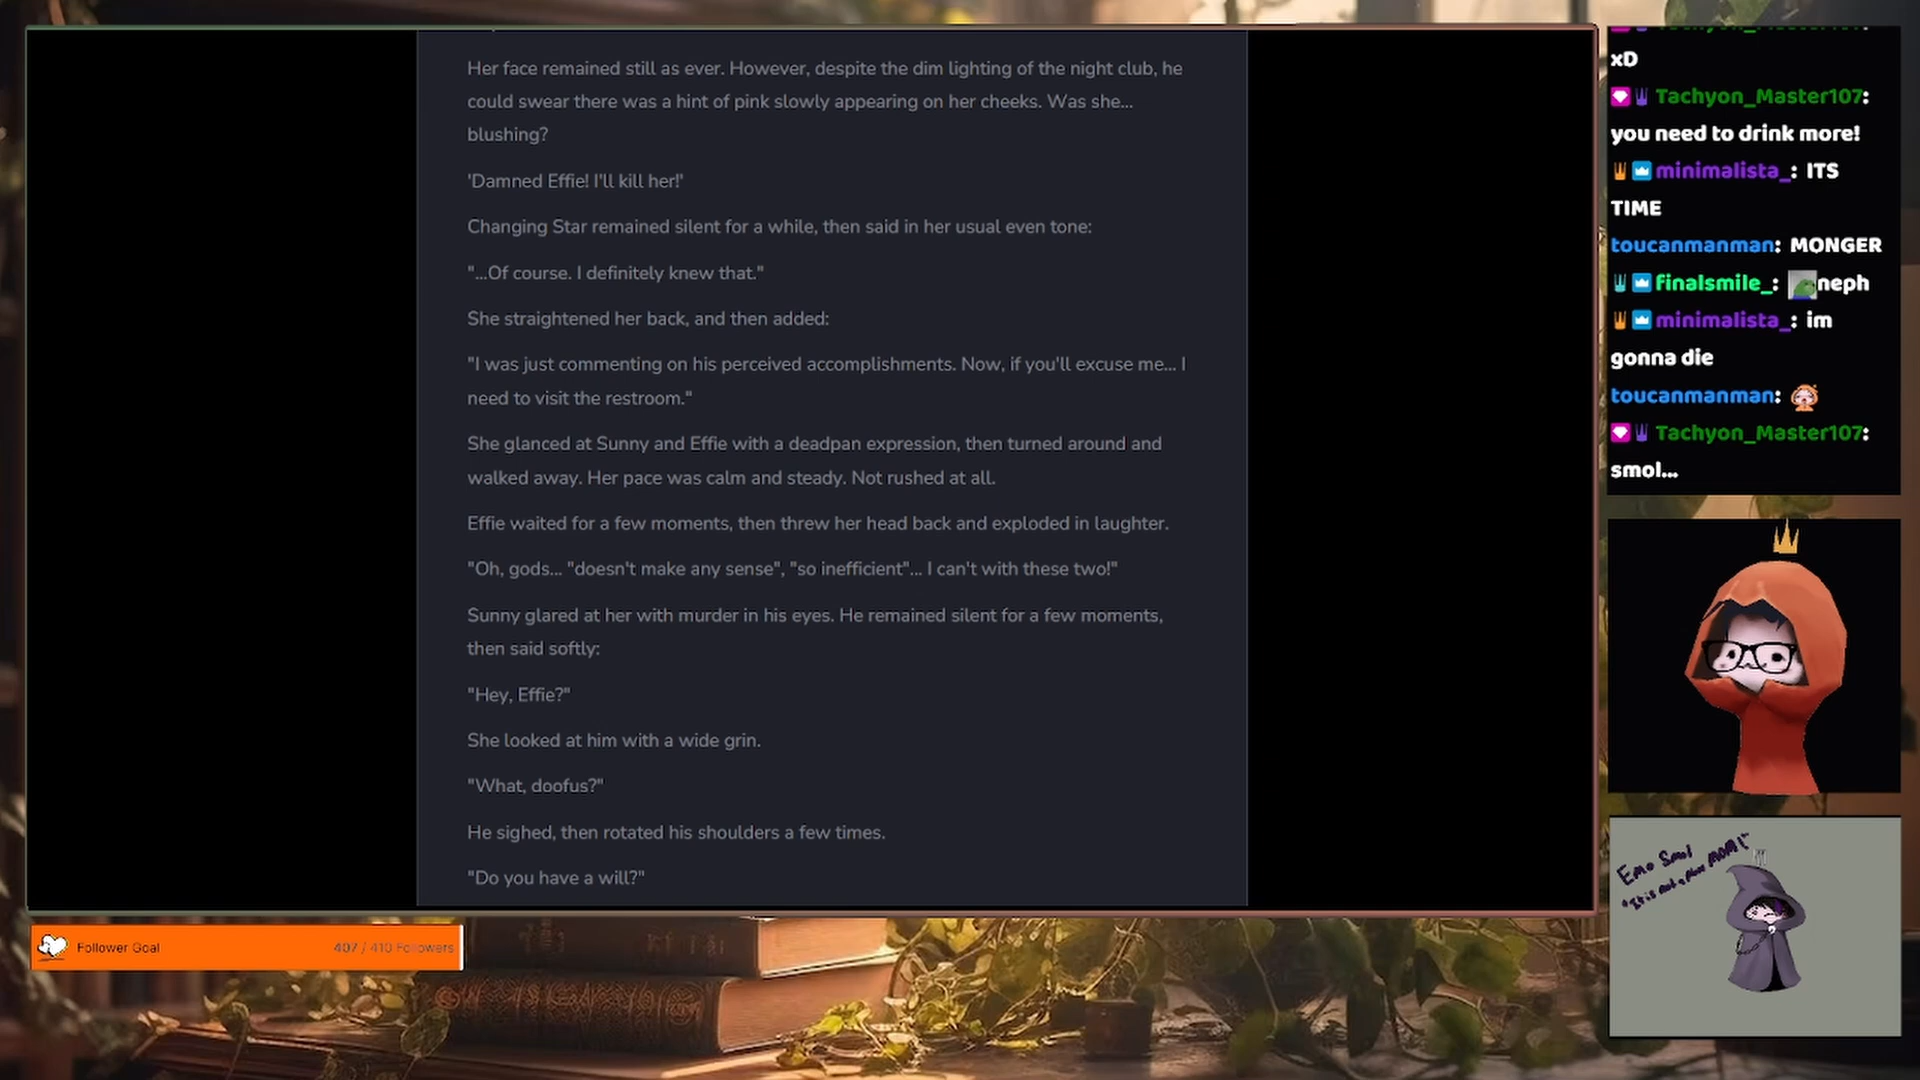 Her face remained still as ever. However, despite the dim lighting of the night club, he
could swear there was a hint of pink slowly appearing on her cheeks. Was she...
blushing?
'Damned Effie! I'll kill her!'
Changing Star remained silent for a while, then said in her usual even tone:
"...Of course. I definitely knew that."
She straightened her back, and then added:
"I was just commenting on his perceived accomplishments. Now, if you'll excuse me... I
need to visit the restroom."
She glanced at Sunny and Effie with a deadpan expression, then turned around and
walked away. Her pace was calm and steady. Not rushed at all.
Effie waited for a few moments, then threw her head back and exploded in laughter.
"Oh, gods... "doesn't make any sense", "so inefficient"... I can't with these two!"
Sunny glared at her with murder in his eyes. He remained silent for a few moments,
then said softly:
"Hey, Effie?"
She looked at him with a wide grin.
"What, doofus?"
He sighed, then rotated his shoulders a few times.
"Do you have a will?"
xD
Tachyon_Master107:
you need to drink more!
minimalista_: ITS
TIME
toucanmanman: MONGER
finalsmile_: neph
minimalista_: im
gonna die
toucanmanman:
Tachyon_Master107:
smol...
Emo Smol
"It is not a phase MOM!"
Follower Goal
407 / 410 Followers